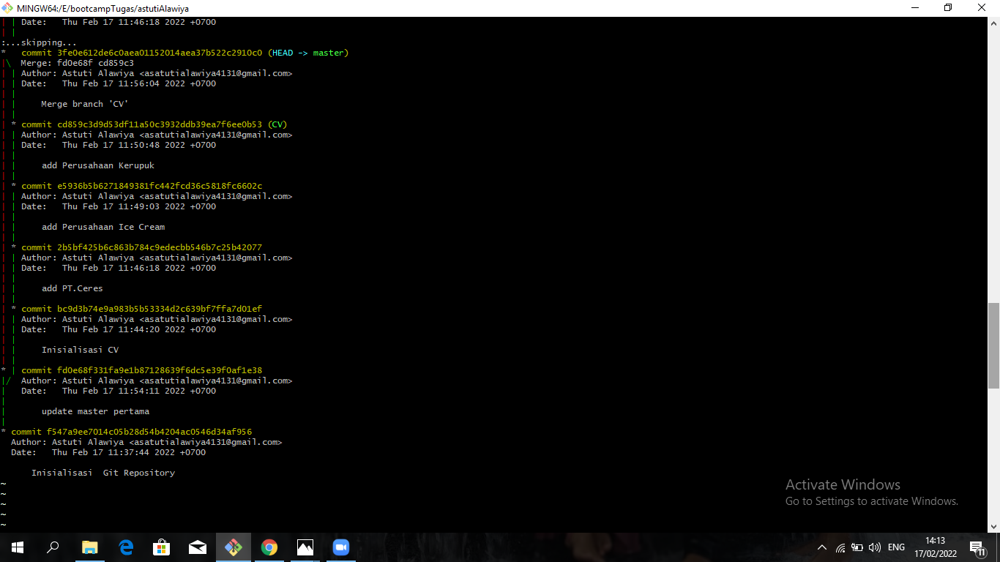 MINGW64:/E/bootcampTugas/astutiAlawiya
| | Date:   Thu Feb 17 11:46:18 2022 +0700
| |
:...skipping...
*   commit 3fe0e612de6c0aea01152014aea37b522c2910c0 (HEAD -> master)
|\  Merge: fd0e68f cd859c3
| | Author: Astuti Alawiya <asatutialawiya4131@gmail.com>
| | Date:   Thu Feb 17 11:56:04 2022 +0700
| |
| |     Merge branch 'CV'
| |
| * commit cd859c3d9d53df11a50c3932ddb39ea7f6ee0b53 (CV)
| | Author: Astuti Alawiya <asatutialawiya4131@gmail.com>
| | Date:   Thu Feb 17 11:50:48 2022 +0700
| |
| |     add Perusahaan Kerupuk
| |
| * commit e5936b5b6271849381fc442fcd36c5818fc6602c
| | Author: Astuti Alawiya <asatutialawiya4131@gmail.com>
| | Date:   Thu Feb 17 11:49:03 2022 +0700
| |
| |     add Perusahaan Ice Cream
| |
| * commit 2b5bf425b6c863b784c9edecbb546b7c25b42077
| | Author: Astuti Alawiya <asatutialawiya4131@gmail.com>
| | Date:   Thu Feb 17 11:46:18 2022 +0700
| |
| |     add PT.Ceres
| |
| * commit bc9d3b74e9a983b5b53334d2c639bf7ffa7d01ef
| | Author: Astuti Alawiya <asatutialawiya4131@gmail.com>
| | Date:   Thu Feb 17 11:44:20 2022 +0700
| |
| |     Inisialisasi CV
| |
* | commit fd0e68f331fa9e1b87128639f6dc5e39f0af1e38
|/  Author: Astuti Alawiya <asatutialawiya4131@gmail.com>
|   Date:   Thu Feb 17 11:54:11 2022 +0700
|
|       update master pertama
|
* commit f547a9ee7014c05b28d54b4204ac0546d34af956
  Author: Astuti Alawiya <asatutialawiya4131@gmail.com>
  Date:   Thu Feb 17 11:37:44 2022 +0700

      Inisialisasi  Git Repository
~
~
~
~
~
Activate Windows
Go to Settings to activate Windows.
ENG
14:13
17/02/2022
11